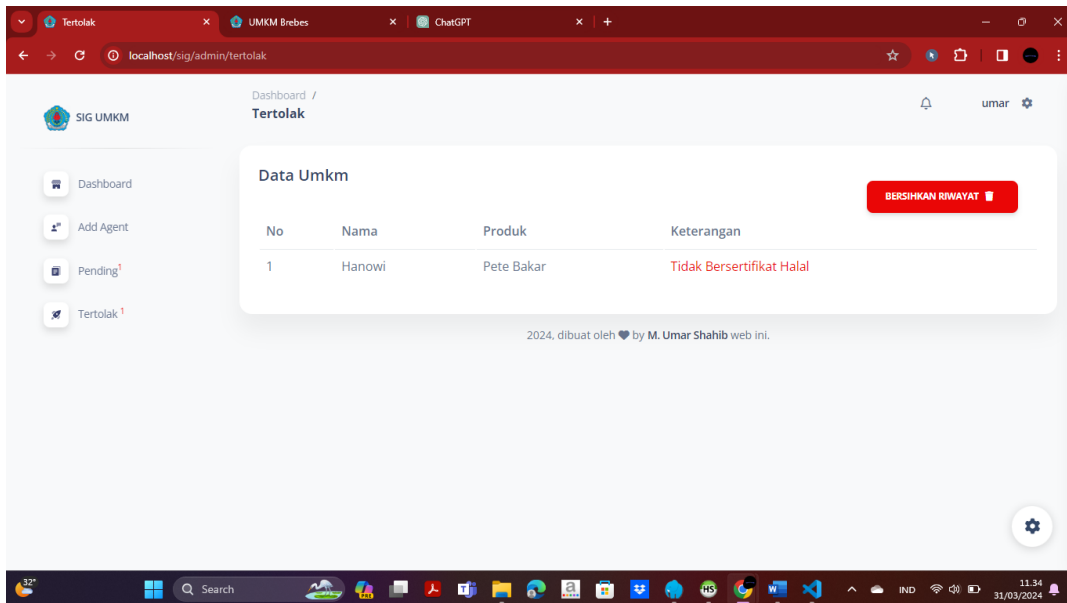 Tertolak
UMKM Brebes
ChatGPT
localhost/sig/admin/tertolak
SIG UMKM
Dashboard /
Tertolak
umar
Dashboard
Add Agent
Pending1
Tertolak 1
Data Umkm
BERSIHKAN RIWAYAT
No Nama Produk Keterangan
1 Hanowi Pete Bakar Tidak Bersertifikat Halal
2024, dibuat oleh by M. Umar Shahib web ini.
32°
Search
PRE
HS
IND
11.34
31/03/2024